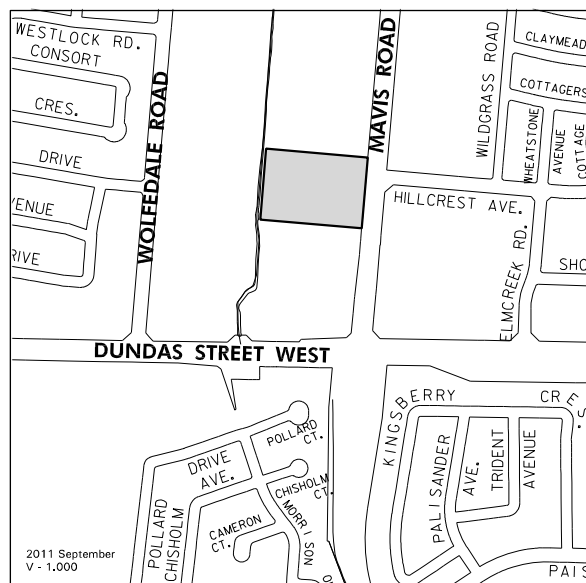 WESTLOCK RD.
CONSORT
CRES.
DRIVE
VENUE
RIVE
WOLFEDALE ROAD
MAVIS ROAD
WILDGRASS ROAD
CLAYMEAD
COTTAGERS
WHEATSTONE
AVENUE
COTTAGE
HILLCREST AVE.
ELMCREEK RD.
SHO
DUNDAS STREET WEST
KINGSBERRY CRES.
POLLARD
CT.
DRIVE
AVE.
CHISHOLM
CT.
POLLARD
CHISHOLM
CAMERON
CT.
MORRISON
PALISANDER
AVE.
TRIDENT
AVENUE
PAIS
2011 September
V - 1.000